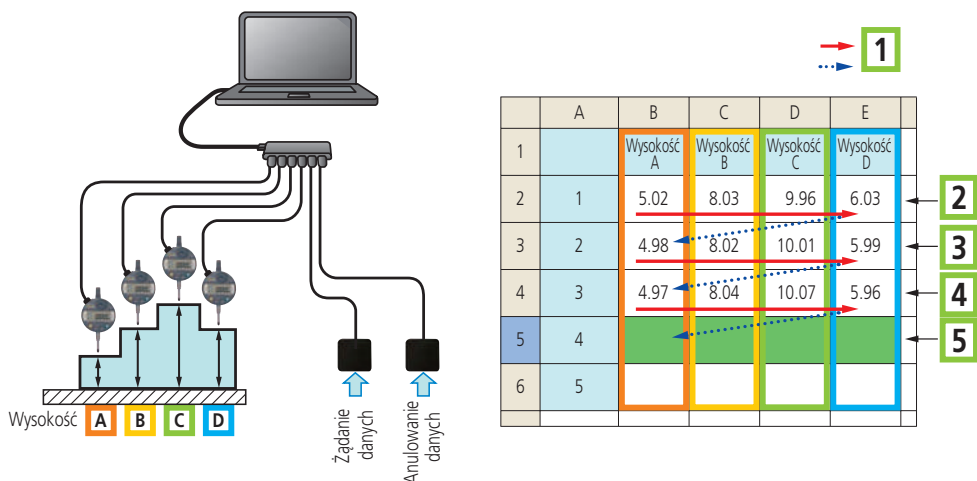 Wysokość A B C D
Żądanie
danych
Anulowanie
danych
1
A B C D E
1 Wysokość A Wysokość B Wysokość C Wysokość D
2 1 5.02 8.03 9.96 6.03 2
3 2 4.98 8.02 10.01 5.99 3
4 3 4.97 8.04 10.07 5.96 4
5 4 5
6 5